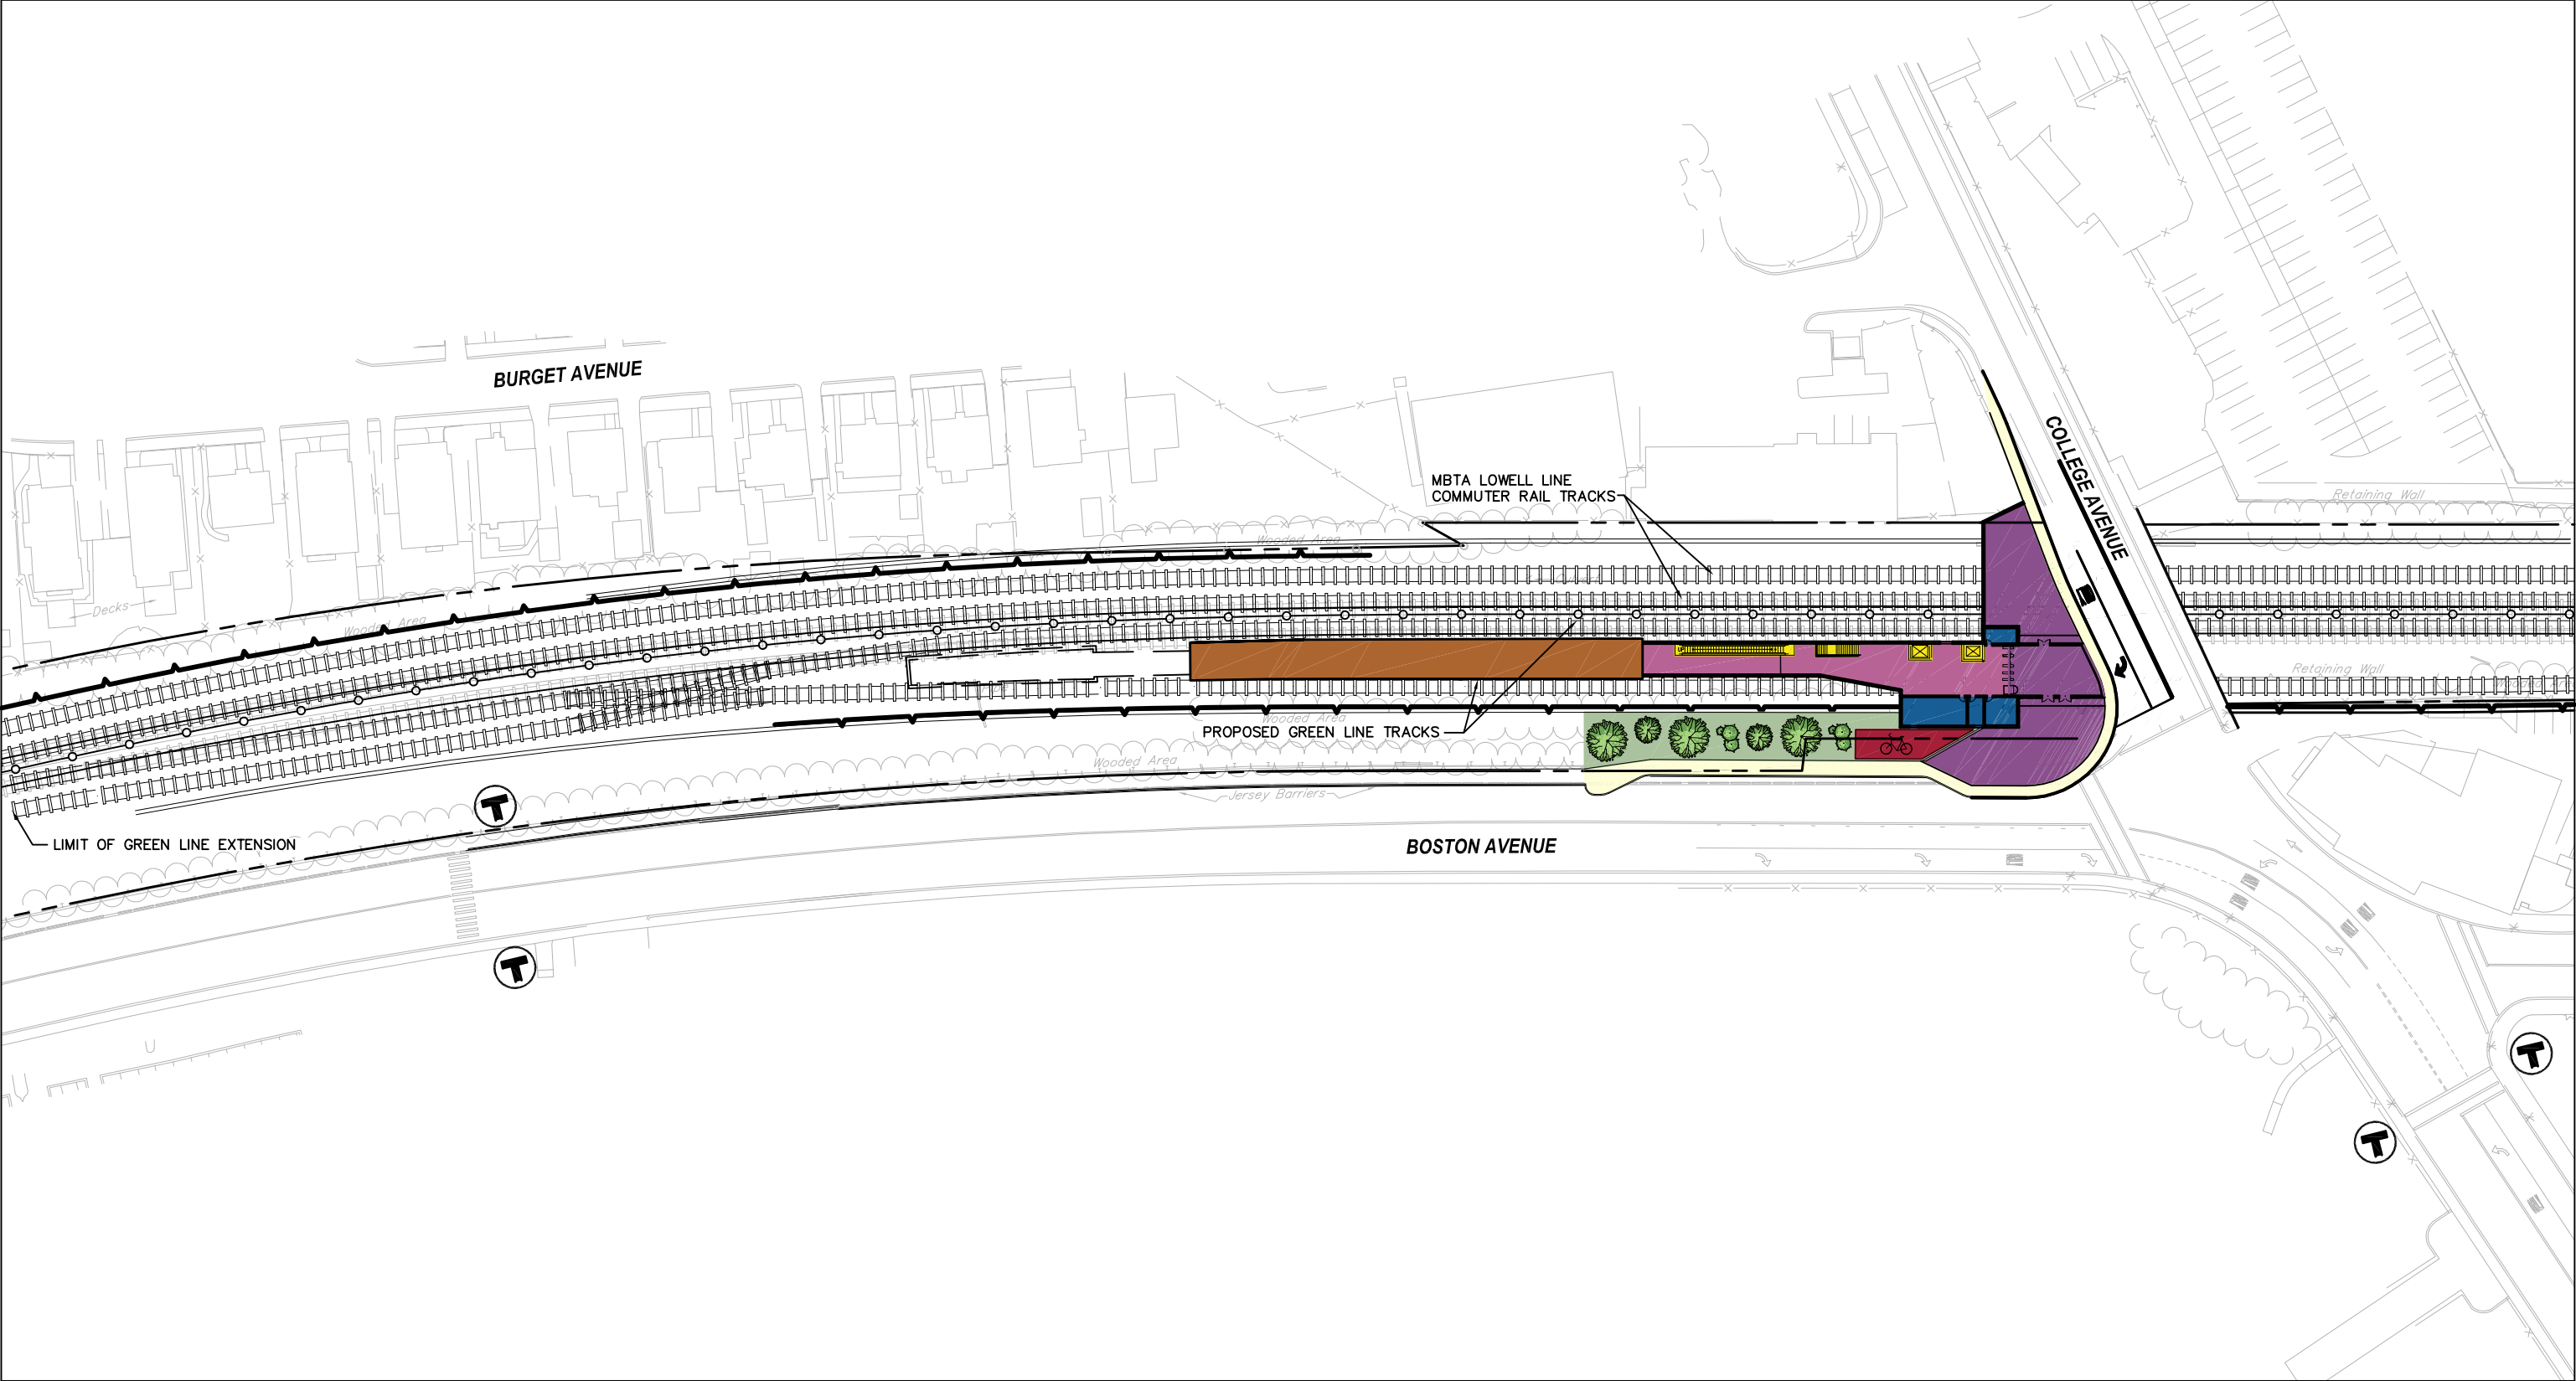 BURGET AVENUE
COLLEGE AVENUE
MBTA LOWELL LINE
COMMUTER RAIL TRACKS
Retaining Wall
Wooded Area
Decks
Wooded Area
Retaining Wall
Wooded Area
PROPOSED GREEN LINE TRACKS
Wooded Area
Jersey Barriers
T
LIMIT OF GREEN LINE EXTENSION
BOSTON AVENUE
T
T
T